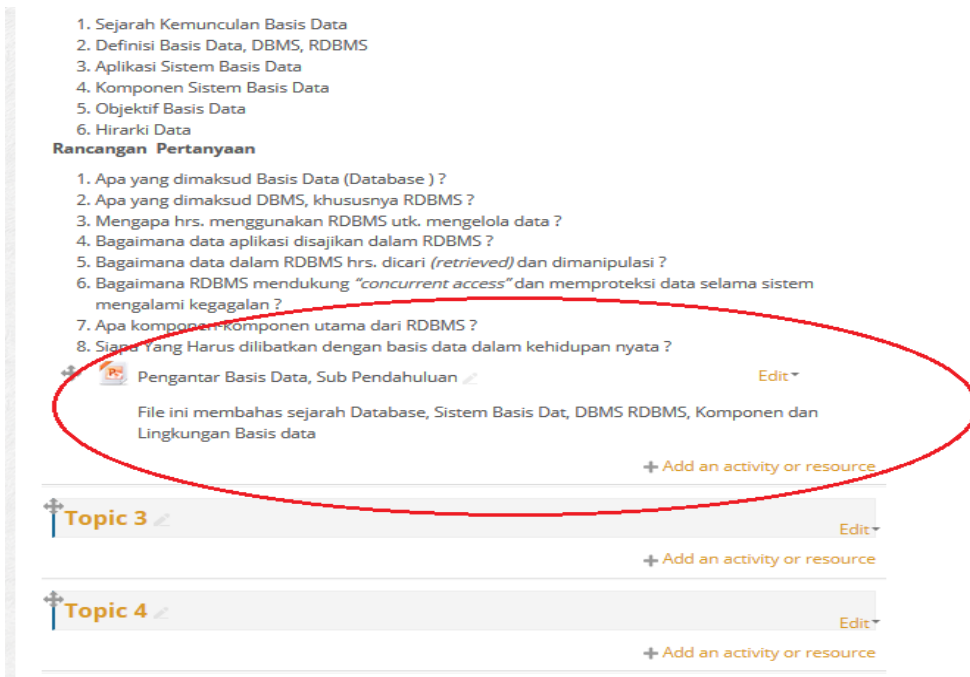 1. Sejarah Kemunculan Basis Data
2. Definisi Basis Data, DBMS, RDBMS
3. Aplikasi Sistem Basis Data
4. Komponen Sistem Basis Data
5. Objektif Basis Data
6. Hirarki Data
Rancangan Pertanyaan
1. Apa yang dimaksud Basis Data (Database ) ?
2. Apa yang dimaksud DBMS, khususnya RDBMS ?
3. Mengapa hrs. menggunakan RDBMS utk. mengelola data ?
4. Bagaimana data aplikasi disajikan dalam RDBMS ?
5. Bagaimana data dalam RDBMS hrs. dicari (retrieved) dan dimanipulasi ?
6. Bagaimana RDBMS mendukung "concurrent access" dan memproteksi data selama sistem
mengalami kegagalan ?
7. Apa komponen-komponen utama dari RDBMS ?
8. Siapa Yang Harus dilibatkan dengan basis data dalam kehidupan nyata ?
Pengantar Basis Data, Sub Pendahuluan Edit
File ini membahas sejarah Database, Sistem Basis Dat, DBMS RDBMS, Komponen dan
Lingkungan Basis data
Add an activity or resource
Topic 3
Edit
Add an activity or resource
Topic 4
Edit
Add an activity or resource